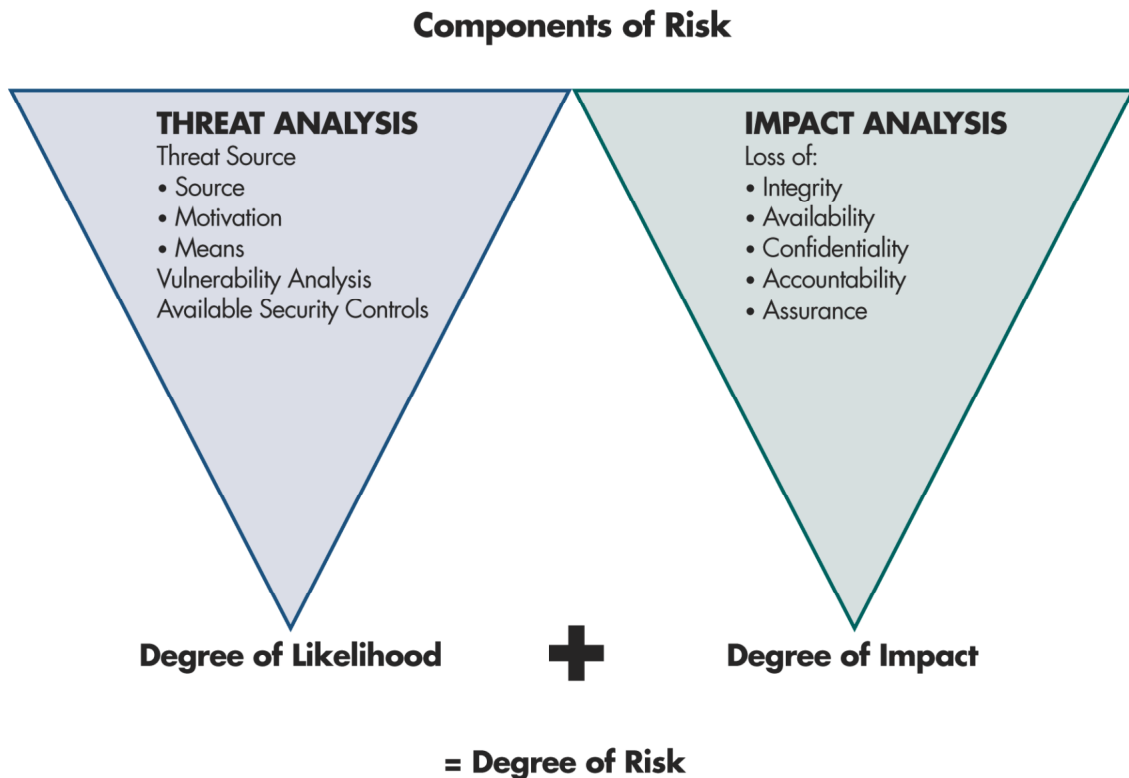 Components of Risk
THREAT ANALYSIS
Threat Source
• Source
• Motivation
• Means
Vulnerability Analysis
Available Security Controls
IMPACT ANALYSIS
Loss of:
• Integrity
• Availability
• Confidentiality
• Accountability
• Assurance
Degree of Likelihood
+
Degree of Impact
= Degree of Risk